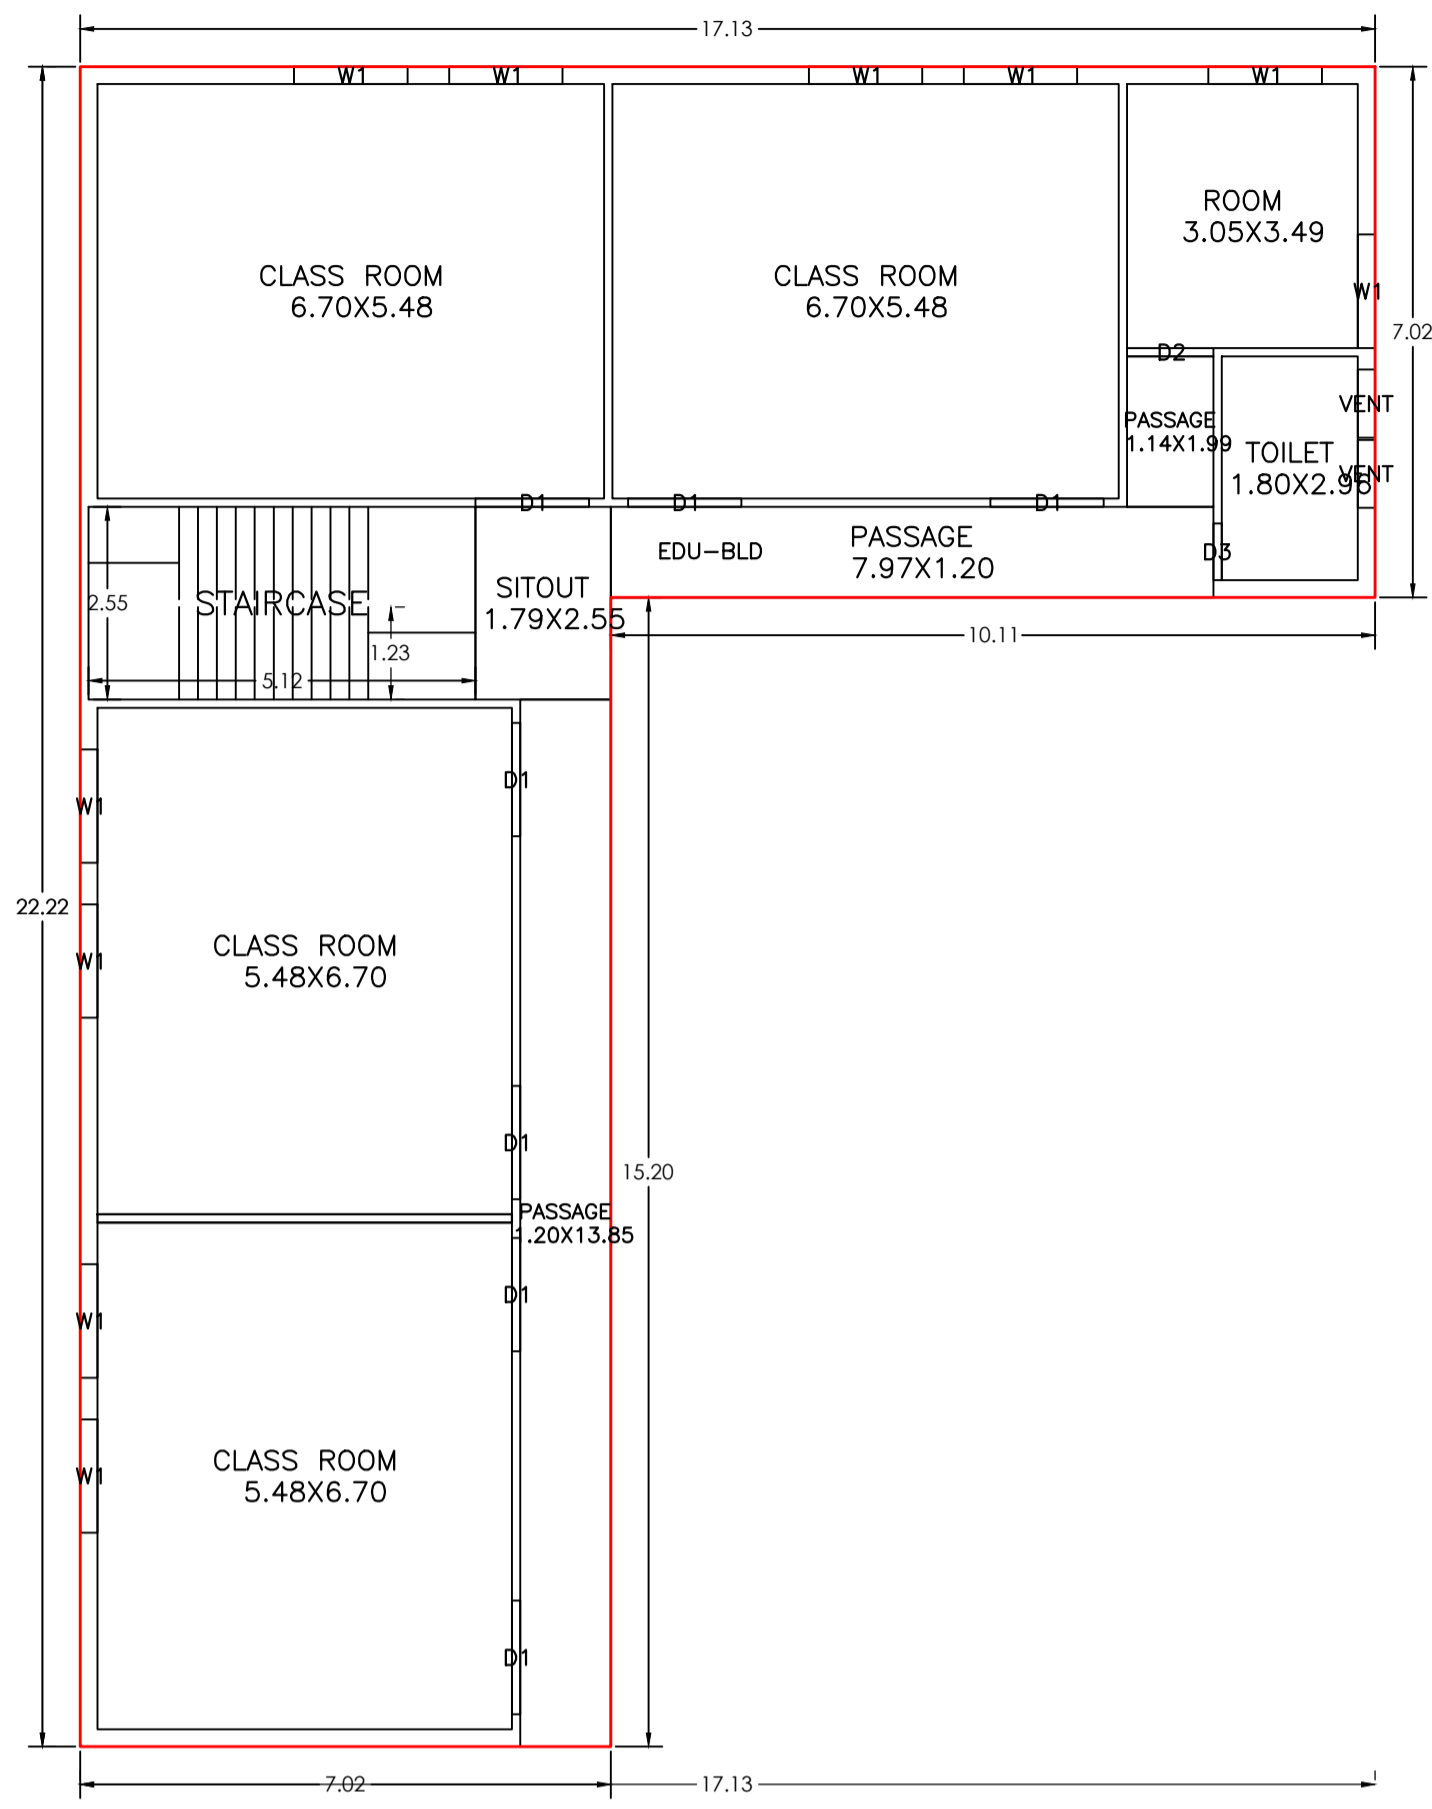 17.13
W1
W1
W1
W1
W1
CLASS ROOM
6.70X5.48
CLASS ROOM
6.70X5.48
ROOM
3.05X3.49
W1
7.02
D2
PASSAGE
1.14X1.99
VENT
TOILET
1.80X2.96
VENT
D1
D1
D1
EDU-BLD
PASSAGE
7.97X1.20
D3
2.55
STAIRCASE
SITOUT
1.79X2.55
1.23
5.12
10.11
W1
D1
22.22
CLASS ROOM
5.48X6.70
W1
D1
15.20
PASSAGE
1.20X13.85
D1
W1
CLASS ROOM
5.48X6.70
W1
D1
7.02
17.13